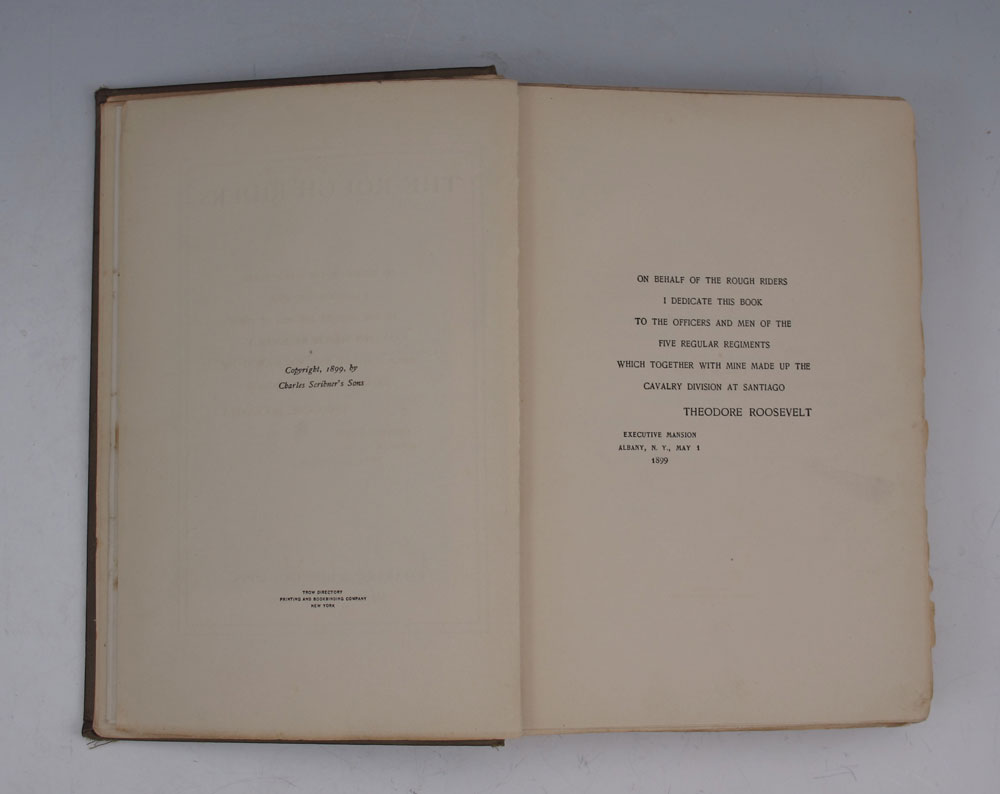 Copyright, 1899, by
Charles Scribner's Sons
TROW DIRECTORY
PRINTING AND BOOKBINDING COMPANY
NEW YORK
ON BEHALF OF THE ROUGH RIDERS
I DEDICATE THIS BOOK
TO THE OFFICERS AND MEN OF THE
FIVE REGULAR REGIMENTS
WHICH TOGETHER WITH MINE MADE UP THE
CAVALRY DIVISION AT SANTIAGO
THEODORE ROOSEVELT
EXECUTIVE MANSION
ALBANY, N. Y., MAY 1
1899